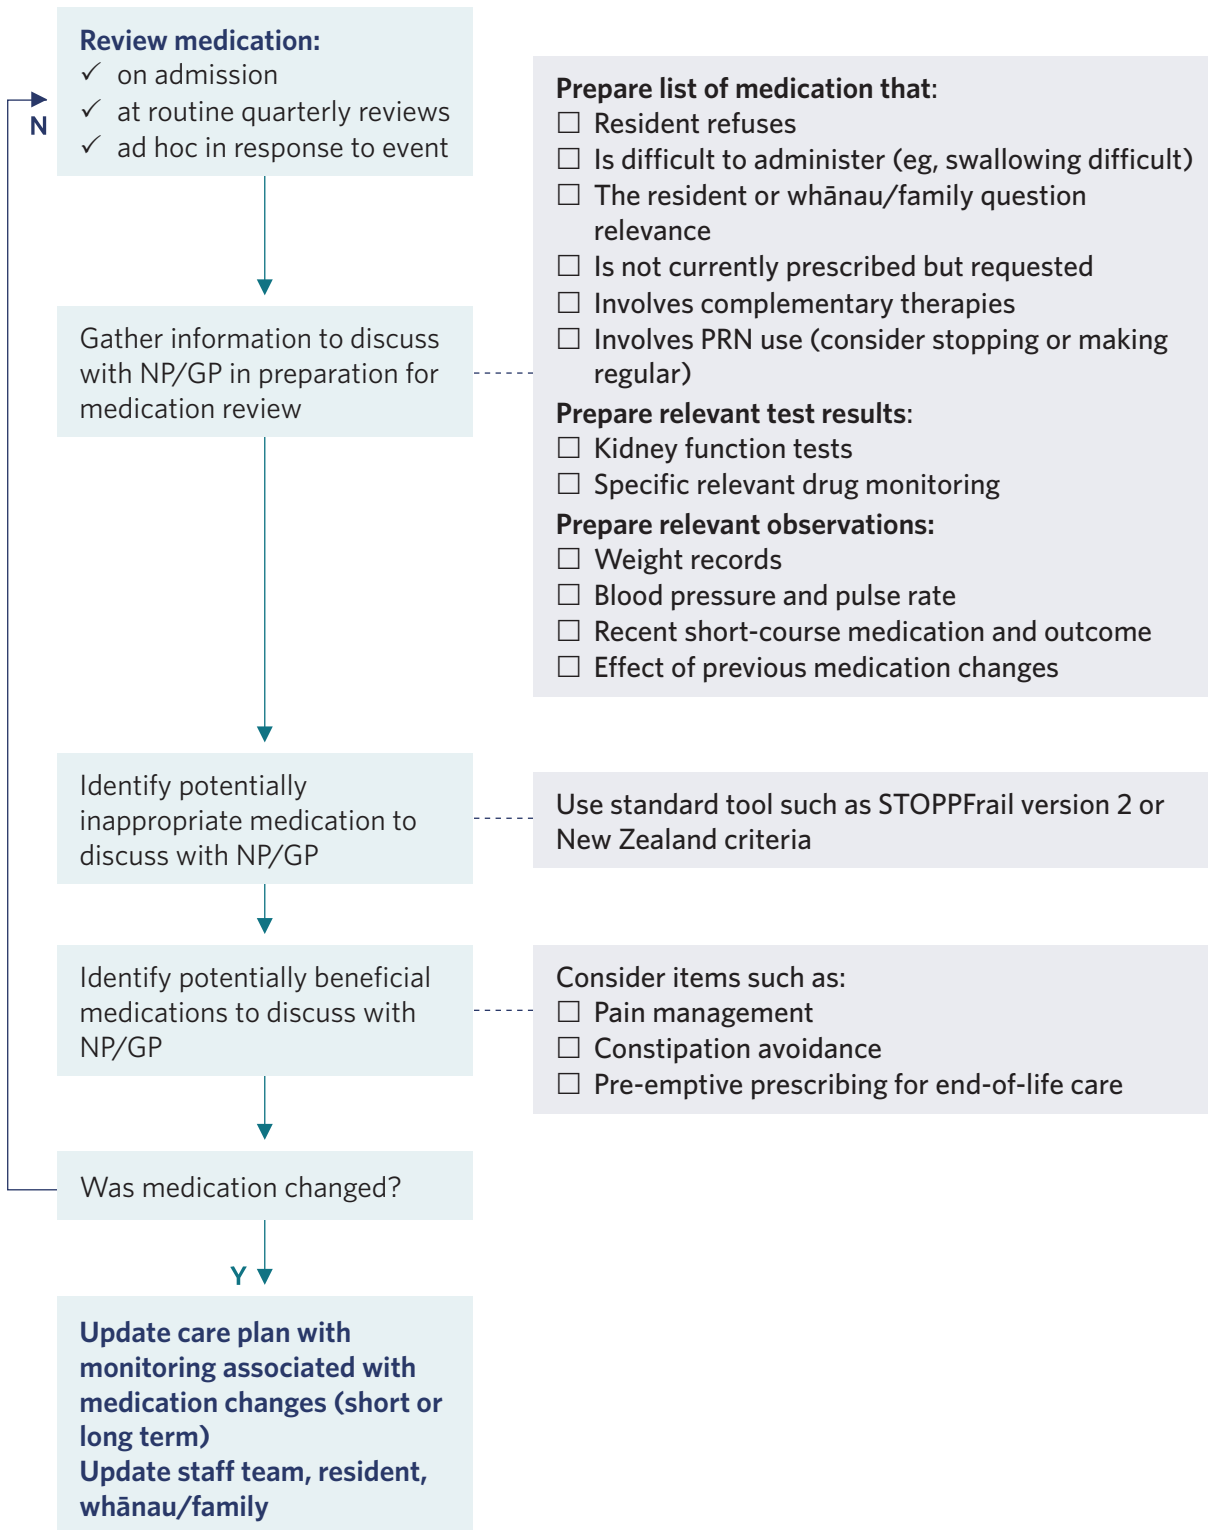 Review medication:
✓ on admission
✓ at routine quarterly reviews
✓ ad hoc in response to event
N
Gather information to discuss
with NP/GP in preparation for
medication review
Prepare list of medication that:
☐ Resident refuses
☐ Is difficult to administer (eg, swallowing difficult)
☐ The resident or whānau/family question
relevance
☐ Is not currently prescribed but requested
☐ Involves complementary therapies
☐ Involves PRN use (consider stopping or making
regular)
Prepare relevant test results:
☐ Kidney function tests
☐ Specific relevant drug monitoring
Prepare relevant observations:
☐ Weight records
☐ Blood pressure and pulse rate
☐ Recent short-course medication and outcome
☐ Effect of previous medication changes
Identify potentially
inappropriate medication to
discuss with NP/GP
Use standard tool such as STOPPFrail version 2 or
New Zealand criteria
Identify potentially beneficial
medications to discuss with
NP/GP
Consider items such as:
☐ Pain management
☐ Constipation avoidance
☐ Pre-emptive prescribing for end-of-life care
Was medication changed?
Y
Update care plan with
monitoring associated with
medication changes (short or
long term)
Update staff team, resident,
whānau/family